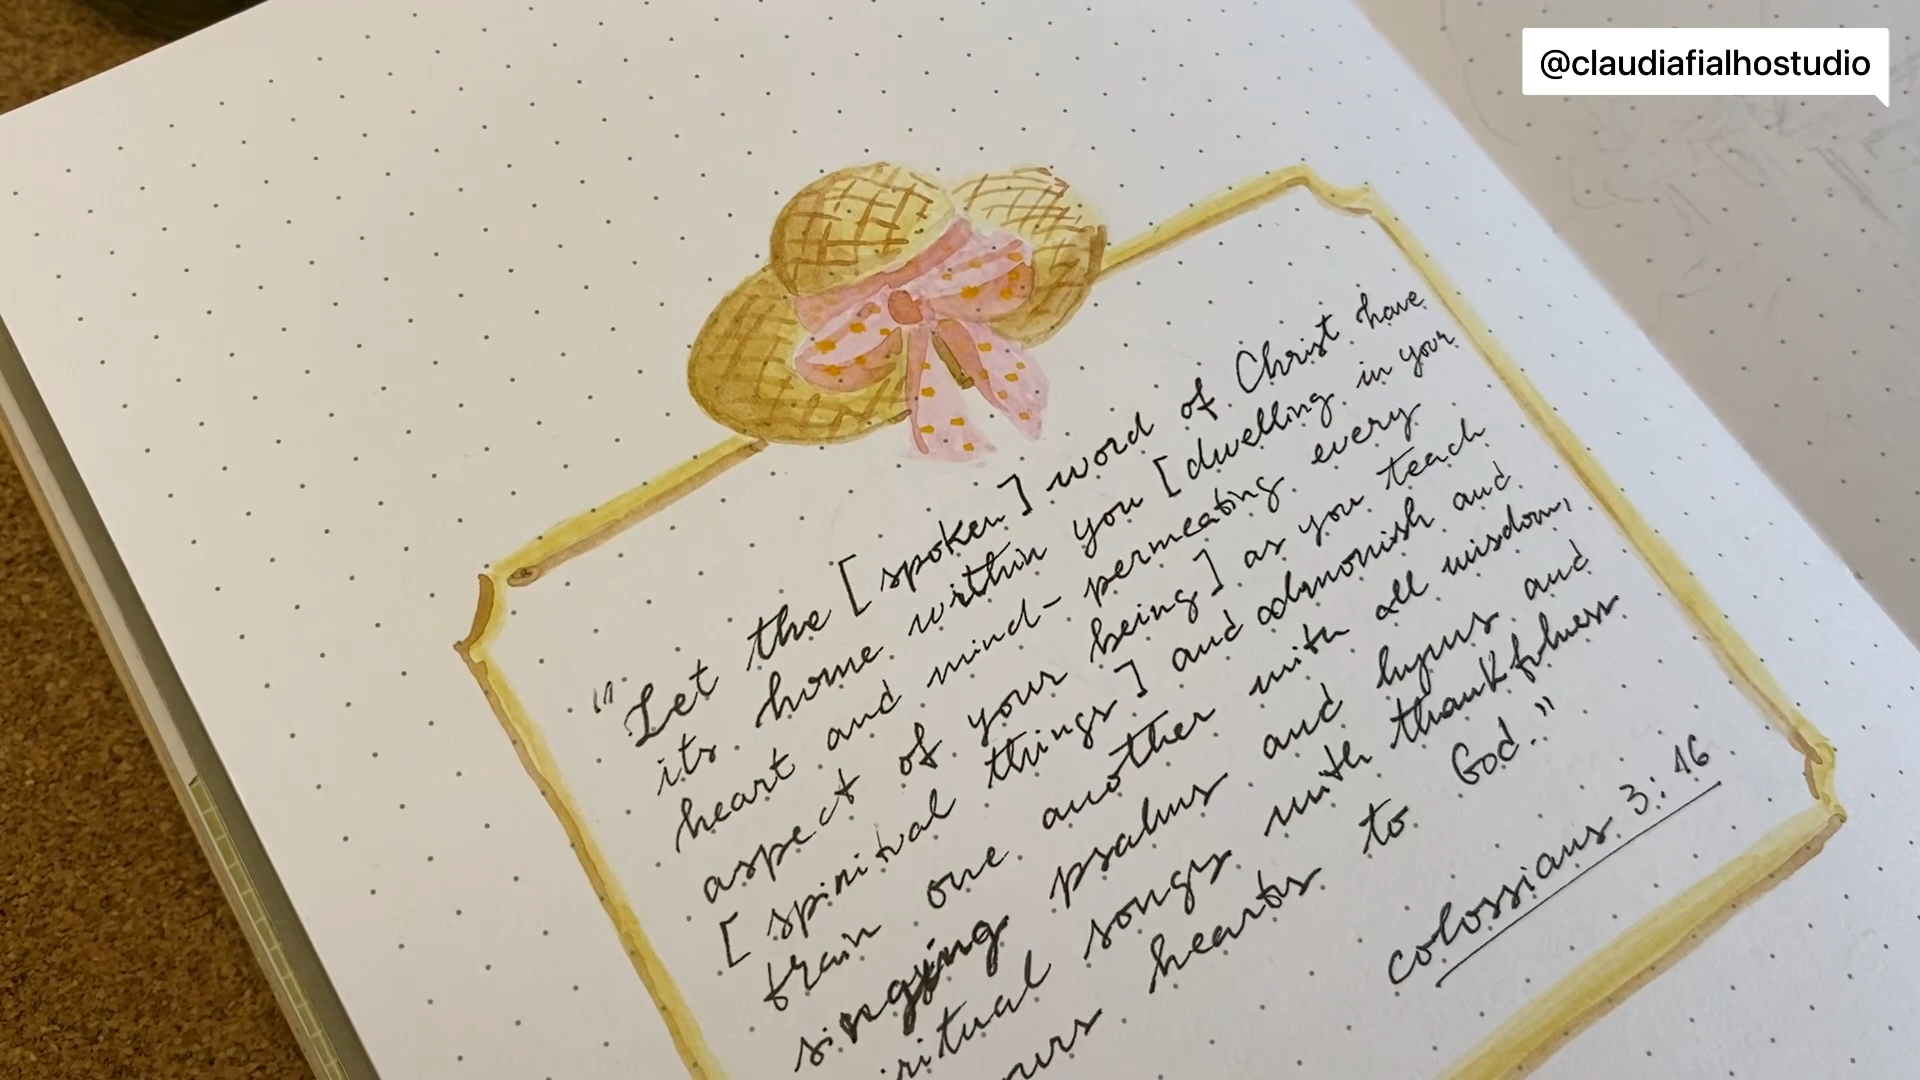 @claudiafialhostudio
"Let the [spoken] word of Christ have
its home within you [dwelling in your
heart and mind- permeating every
aspect of your being] as you teach
[spiritual things] and admonish and
train one another with all wisdom,
singing psalms and hymns and
ritual songs with thankfulness
ours hearts to God."
colossians 3:16